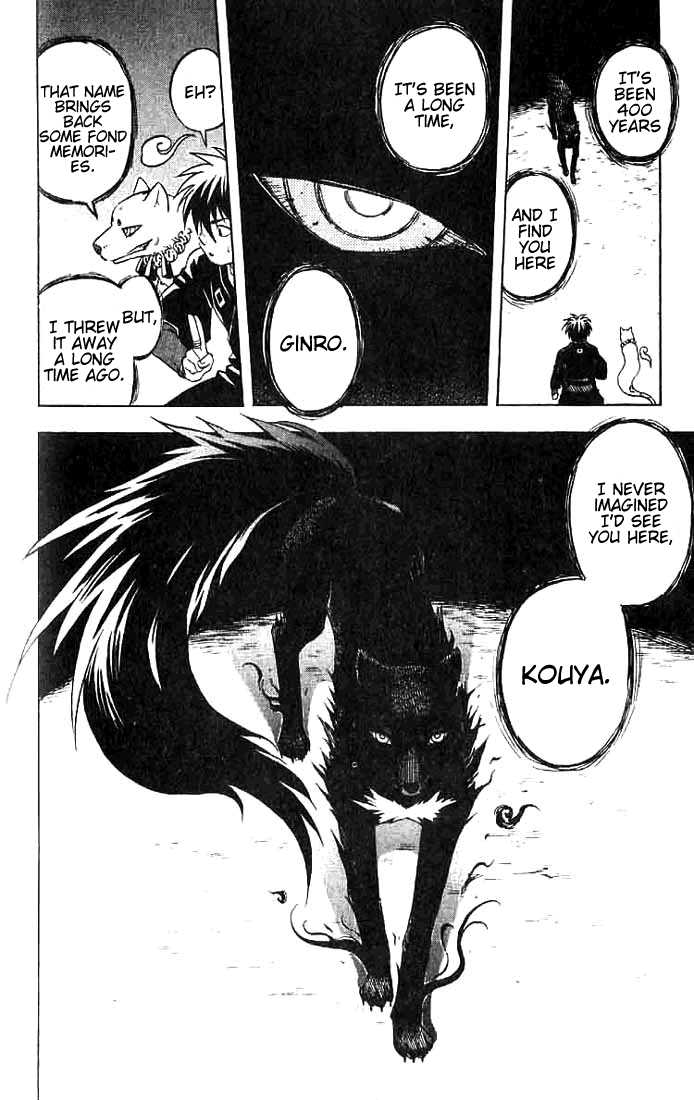 IT'S
BEEN
400
YEARS
AND I
FIND
YOU
HERE
IT'S BEEN
A LONG
TIME,
GINRO.
EH?
THAT NAME
BRINGS
BACK
SOME FOND
MEMORI-
ES.
BUT,
I THREW
IT AWAY
A LONG
TIME AGO.
I NEVER
IMAGINED
I'D SEE
YOU HERE,
KOUYA.